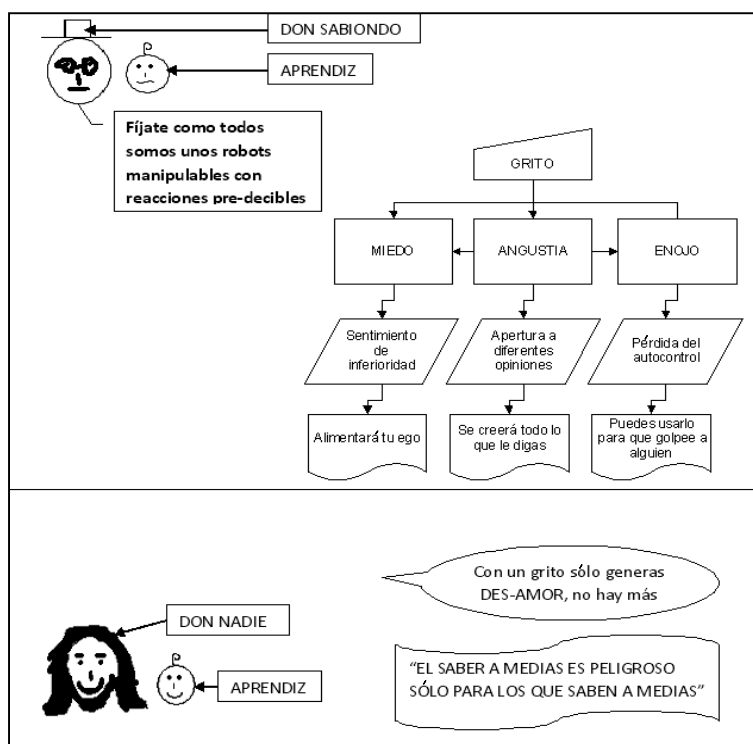 DON SABIONDO
APRENDIZ
Fíjate como todos
somos unos robots
manipulables con
reacciones pre-decibles
GRITO
MIEDO
ANGUSTIA
ENOJO
Sentimiento
de
inferioridad
Apertura a
diferentes
opiniones
Pérdida del
autocontrol
Alimentará tu ego
Se creerá todo lo
que le digas
Puedes usarlo
para que golpee a
alguien
Con un grito sólo generas
DES-AMOR, no hay más
DON NADIE
APRENDIZ
“EL SABER A MEDIAS ES PELIGROSO
SÓLO PARA LOS QUE SABEN A MEDIAS”